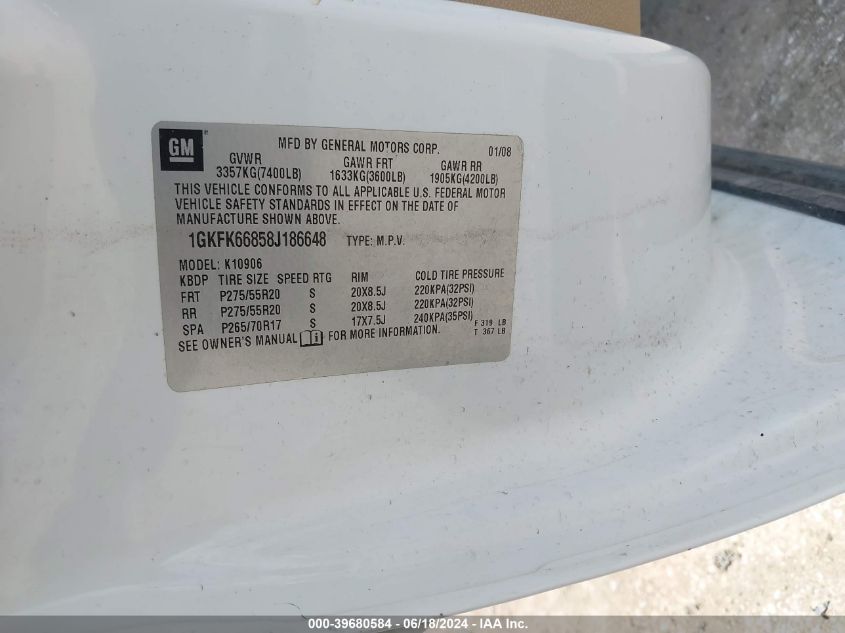 GM MFD BY GENERAL MOTORS CORP. 01/08
GVWR GAWR FRT GAWR RR
3357KG(7400LB) 1633KG(3600LB) 1905KG(4200LB)
THIS VEHICLE CONFORMS TO ALL APPLICABLE U.S. FEDERAL MOTOR
VEHICLE SAFETY STANDARDS IN EFFECT ON THE DATE OF
MANUFACTURE SHOWN ABOVE.
1GKFK66858J186648 TYPE: M.P.V.
MODEL: K10906
KBDP TIRE SIZE SPEED RTG RIM COLD TIRE PRESSURE
FRT P275/55R20 S 20X8.5J 220KPA(32PSI)
RR P275/55R20 S 20X8.5J 220KPA(32PSI)
SPA P265/70R17 S 17X7.5J 240KPA(35PSI)
SEE OWNER'S MANUAL FOR MORE INFORMATION.
F 319 LB
T 367 LB
000-39680584 - 06/18/2024 - IAA Inc.